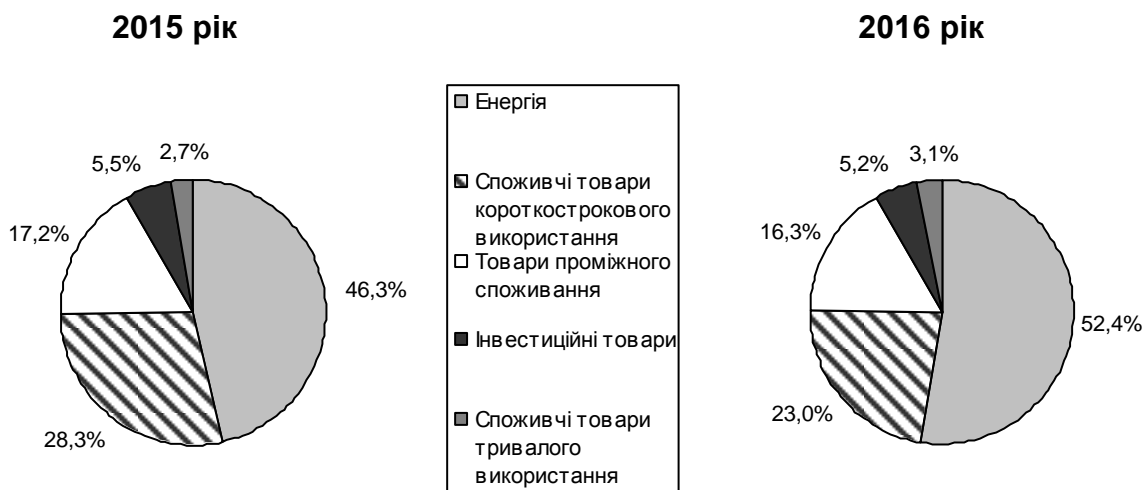 2015 рік
2016 рік
5,5%
2,7%
17,2%
46,3%
28,3%
Енергія
Споживчі товари
короткострокового
використання
Товари проміжного
споживання
Інвестиційні товари
Споживчі товари
тривалого
використання
5,2%
3,1%
16,3%
52,4%
23,0%